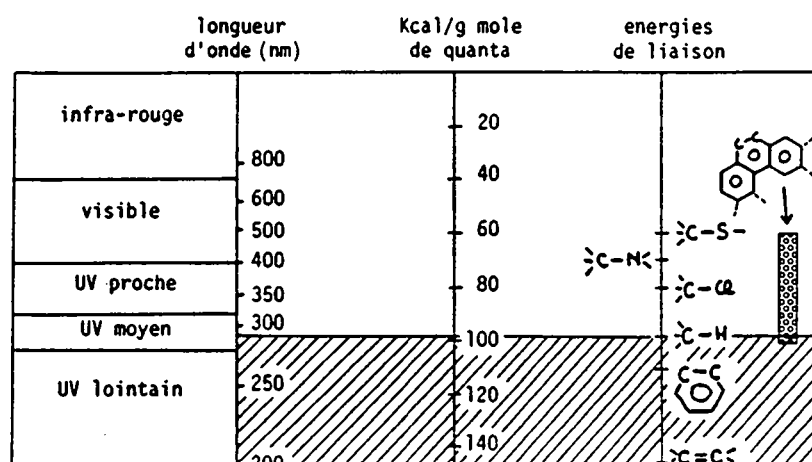 longueur
d'onde (nm)
Kcal/g mole
de quanta
energies
de liaison
infra-rouge
visible
UV proche
UV moyen
UV lointain
800
600
500
400
350
300
250
200
20
40
60
80
100
120
140
C-S-
C-N
C-Cl
C-H
C-C
C=C
C C